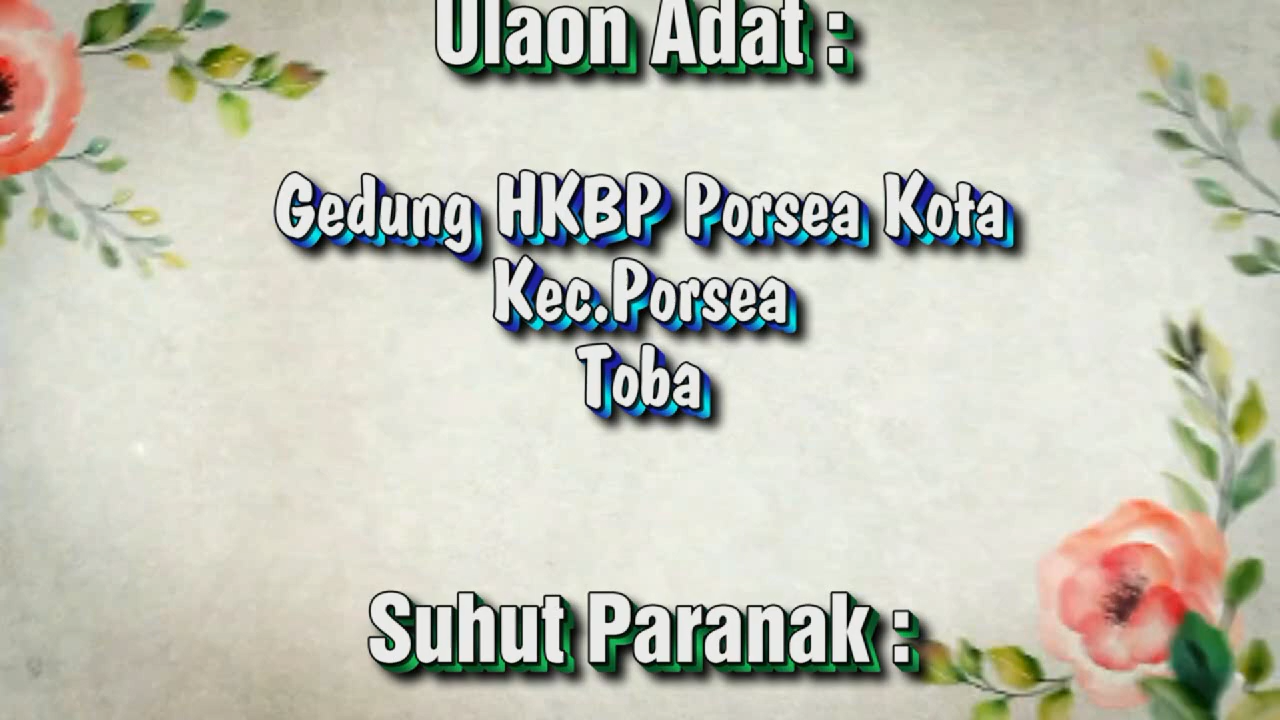 Ulaon Adat :
Gedung HKBP Porsea Kota
Kec.Porsea
Toba
Suhut Paranak :